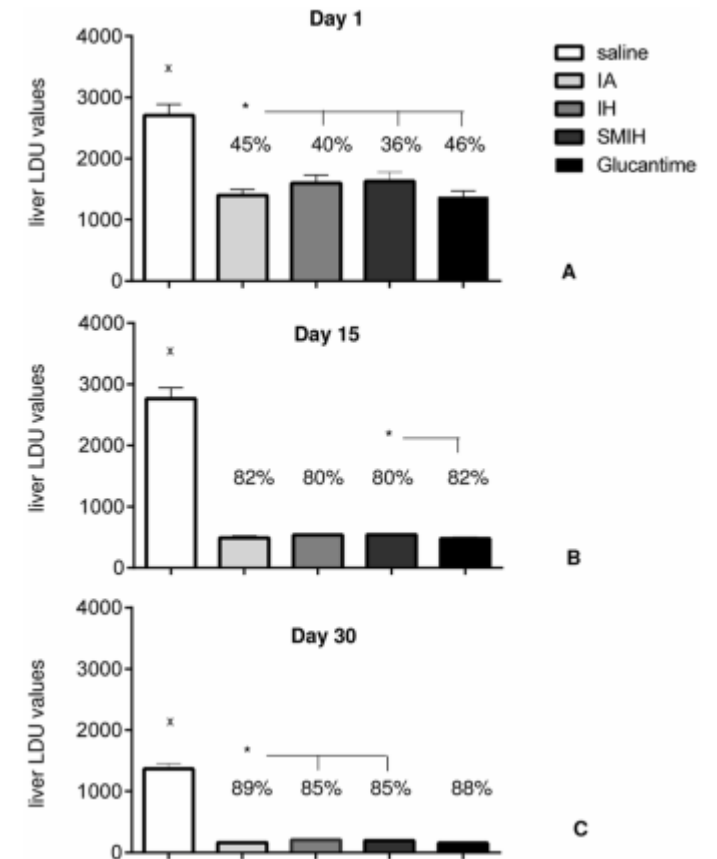 Day 1
liver LDU values
4000
3000
2000
1000
0
x
*
45% 40% 36% 46%
saline
IA
IH
SMIH
Glucantime
A
Day 15
liver LDU values
4000
3000
2000
1000
0
x
*
82% 80% 80% 82%
B
Day 30
liver LDU values
4000
3000
2000
1000
0
x
*
89% 85% 85% 88%
C